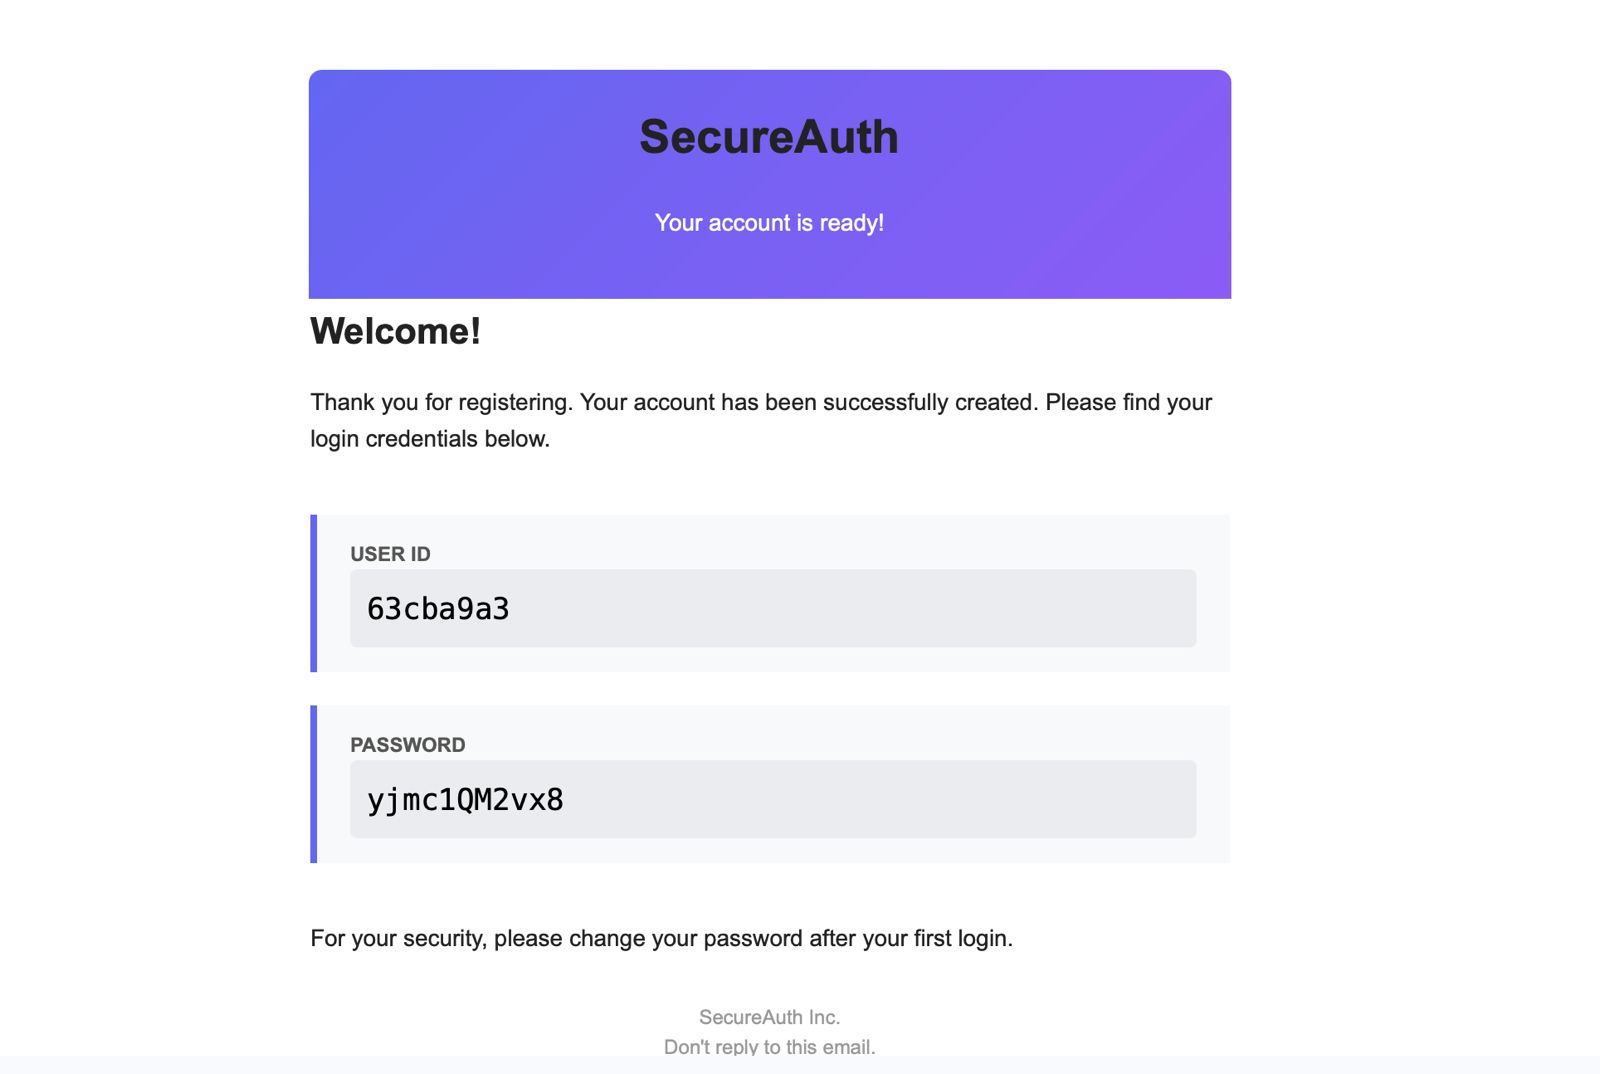 SecureAuth
Your account is ready!
Welcome!
Thank you for registering. Your account has been successfully created. Please find your
login credentials below.
USER ID
63cba9a3
PASSWORD
yjmc1QM2vx8
For your security, please change your password after your first login.
SecureAuth Inc.
Don't reply to this email.